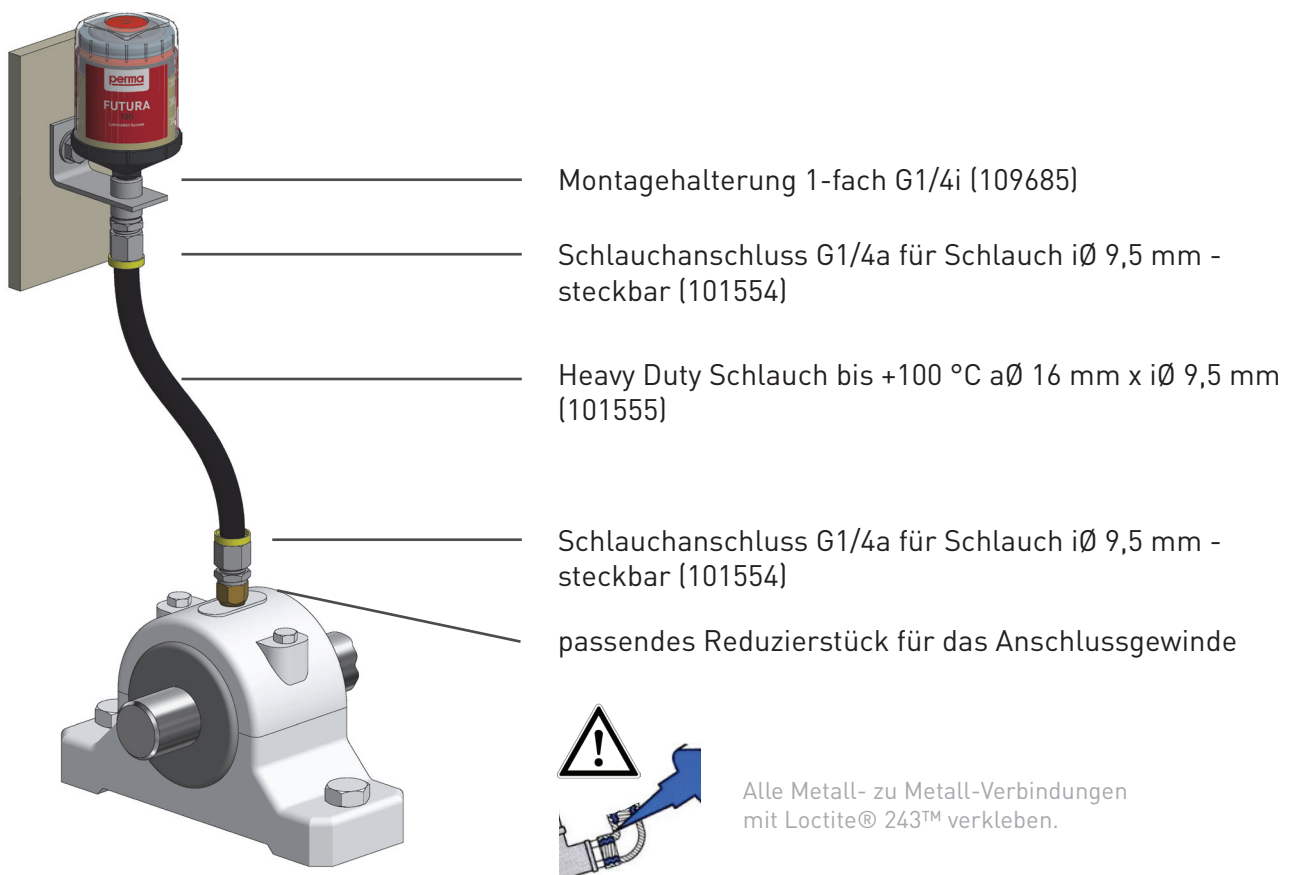 perma
FUTURA
Montagehalterung 1-fach G1/4i (109685)
Schlauchanschluss G1/4a für Schlauch iØ 9,5 mm -
steckbar (101554)
Heavy Duty Schlauch bis +100 °C aØ 16 mm x iØ 9,5 mm
(101555)
Schlauchanschluss G1/4a für Schlauch iØ 9,5 mm -
steckbar (101554)
passendes Reduzierstück für das Anschlussgewinde
Alle Metall- zu Metall-Verbindungen
mit Loctite® 243™ verkleben.